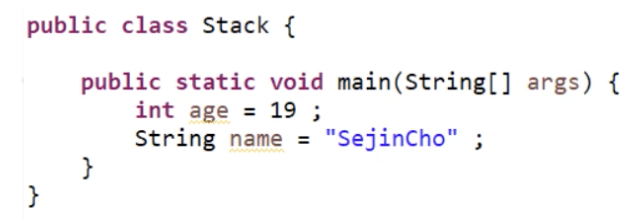 public class Stack {
public static void main(String[] args) {
int age = 19 ;
String name = "SejinCho" ;
}
}